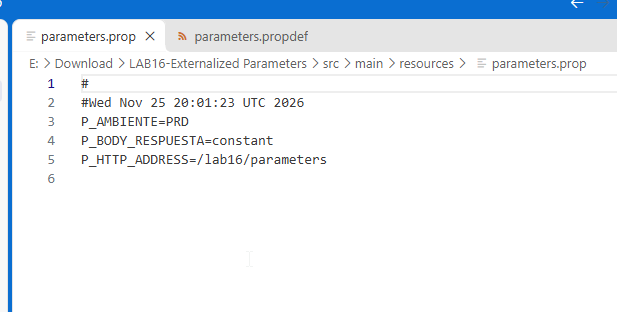 parameters.prop parameters.propdef
E: > Download > LAB16-Externalized Parameters > src > main > resources > parameters.prop
1 #
2 #Wed Nov 25 20:01:23 UTC 2026
3 P_AMBIENTE=PRD
4 P_BODY_RESPUESTA=constant
5 P_HTTP_ADDRESS=/lab16/parameters
6